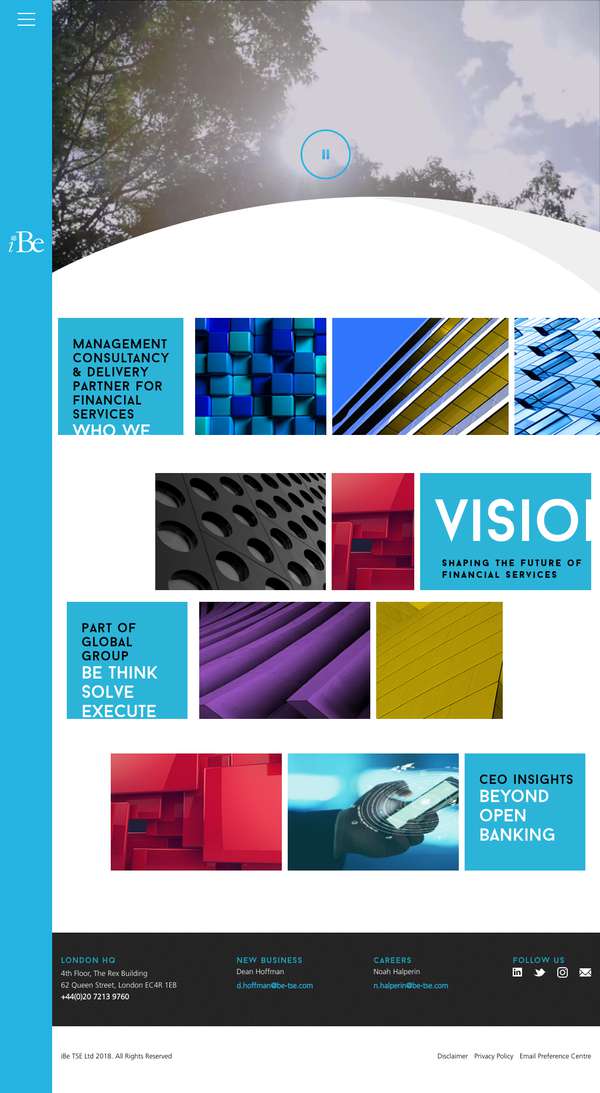 iBe
MANAGEMENT
CONSULTANCY
& DELIVERY
PARTNER FOR
FINANCIAL
SERVICES
WHO WE
VISIO
SHAPING THE FUTURE OF
FINANCIAL SERVICES
PART OF
GLOBAL
GROUP
BE THINK
SOLVE
EXECUTE
CEO INSIGHTS
BEYOND
OPEN
BANKING
LONDON HQ
4th Floor, The Rex Building
62 Queen Street, London EC4R 1EB
+44(0)20 7213 9760
NEW BUSINESS
Dean Hoffman
d.hoffman@be-tse.com
CAREERS
Noah Halperin
n.halperin@be-tse.com
FOLLOW US
iBe TSE Ltd 2018. All Rights Reserved
Disclaimer Privacy Policy Email Preference Centre